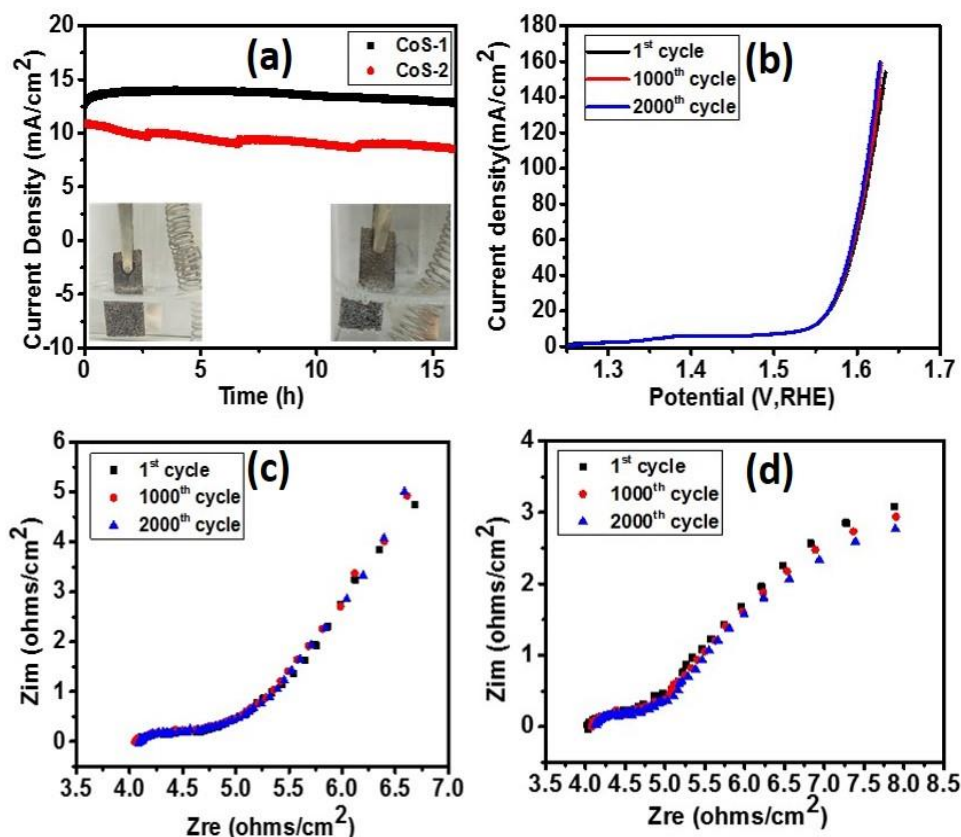 (a)
CoS-1
CoS-2
20
15
10
5
0
-5
-10
0 5 10 15
Current Density (mA/cm²)
Time (h)
(b)
1st cycle
1000th cycle
2000th cycle
180
160
140
120
100
80
60
40
20
0
1.3 1.4 1.5 1.6 1.7
Current density(mA/cm²)
Potential (V,RHE)
(c)
1st cycle
1000th cycle
2000th cycle
6
5
4
3
2
1
0
3.5 4.0 4.5 5.0 5.5 6.0 6.5 7.0
Zim (ohms/cm²)
Zre (ohms/cm²)
(d)
1st cycle
1000th cycle
2000th cycle
4
3
2
1
0
3.5 4.0 4.5 5.0 5.5 6.0 6.5 7.0 7.5 8.0 8.5
Zim (ohms/cm²)
Zre (ohms/cm²)